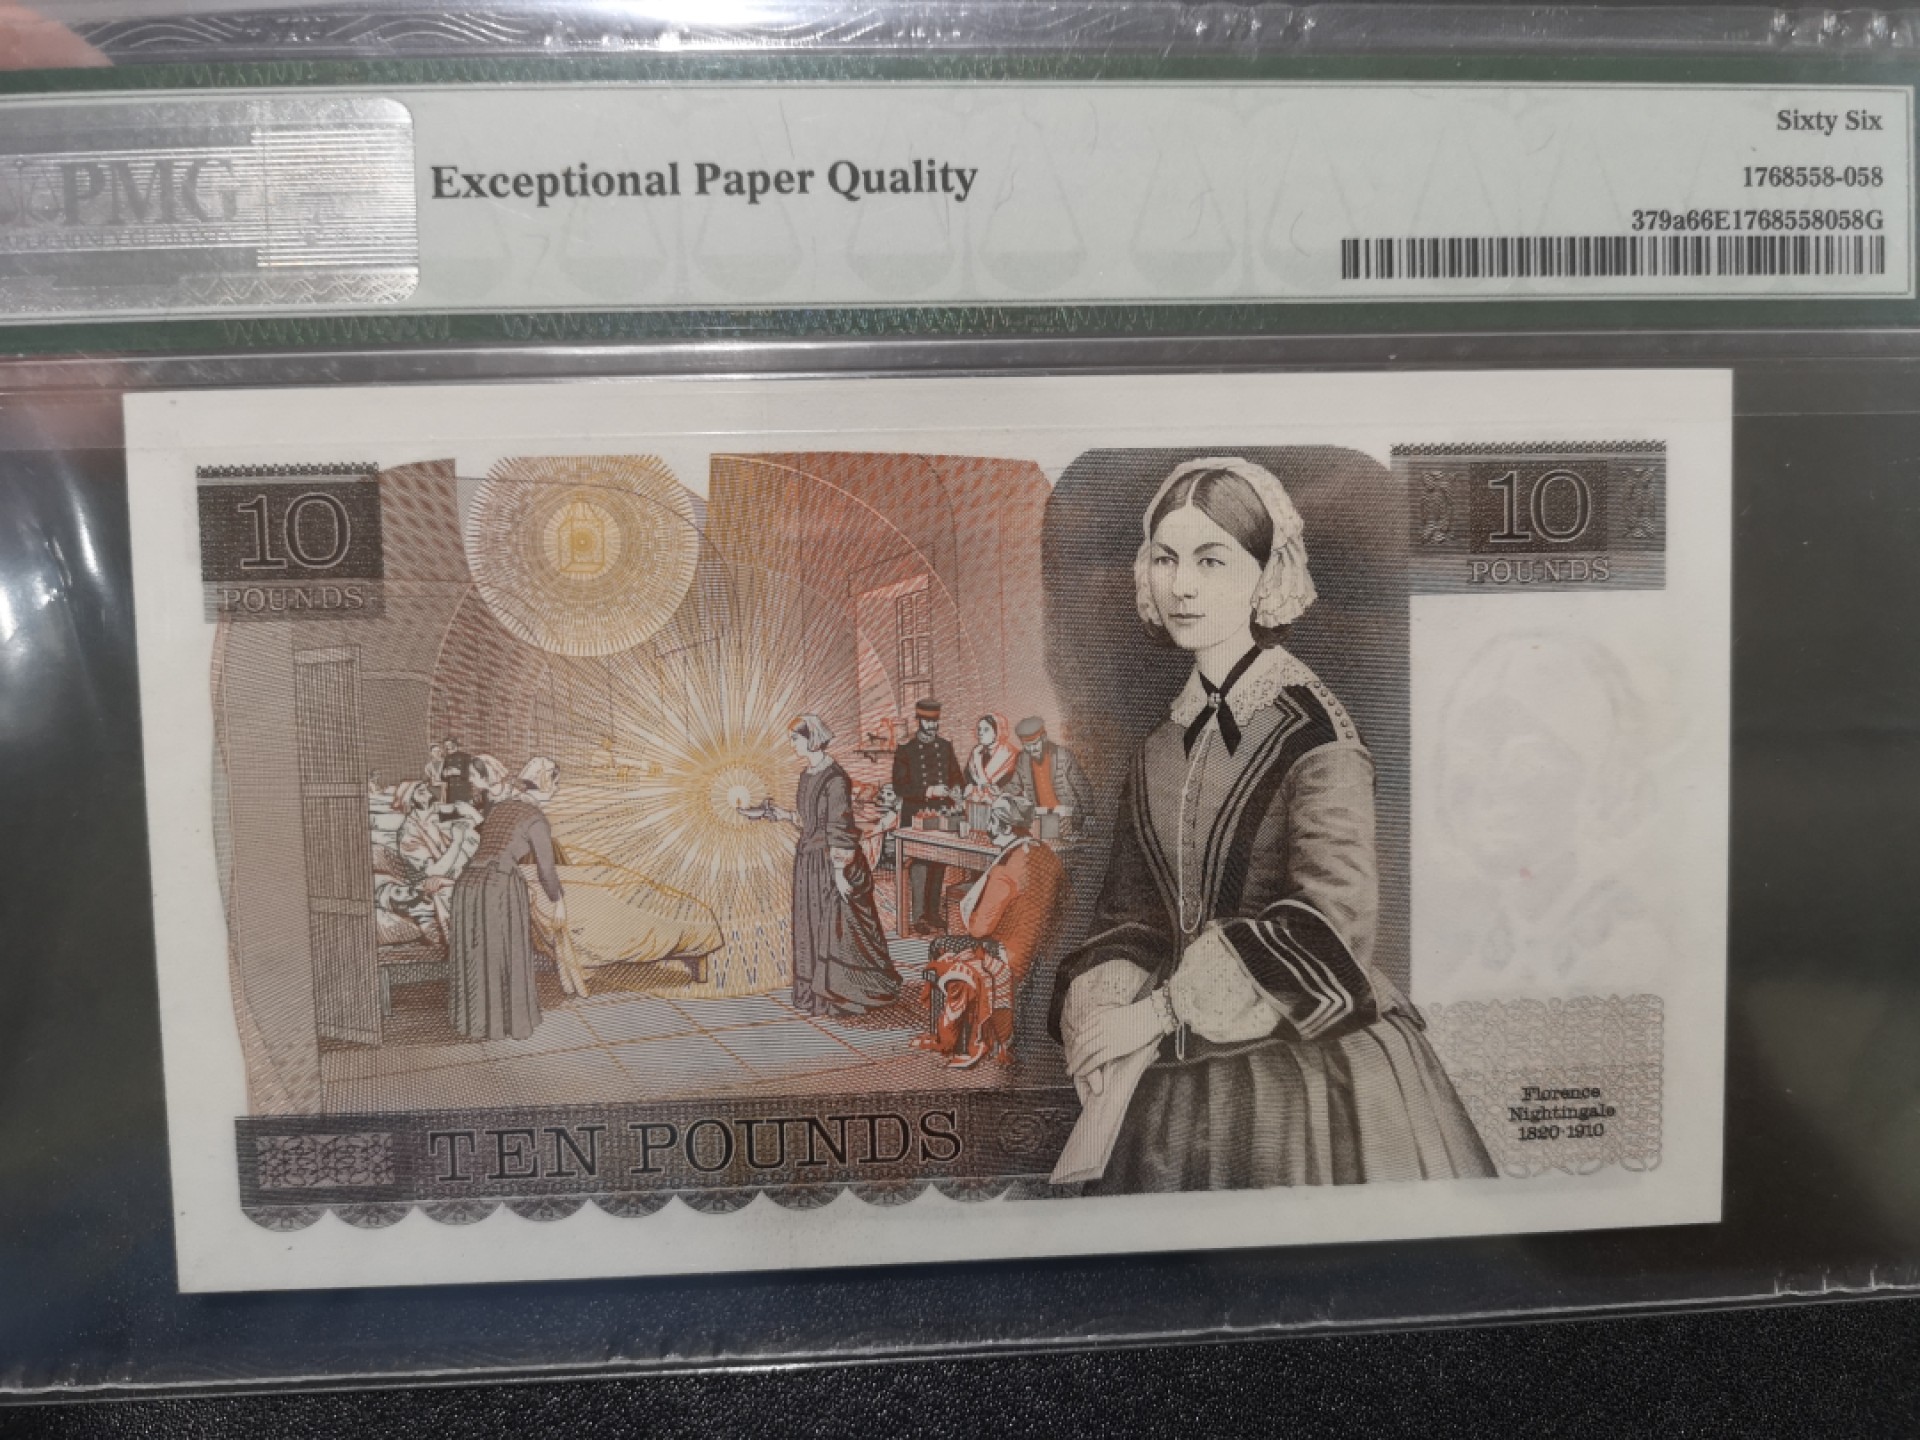 PMG
Exceptional Paper Quality
Sixty Six
1768558-058
379a66E1768558058G
10
POUNDS
10
POUNDS
TEN POUNDS
Florence
Nightingale
1820-1910